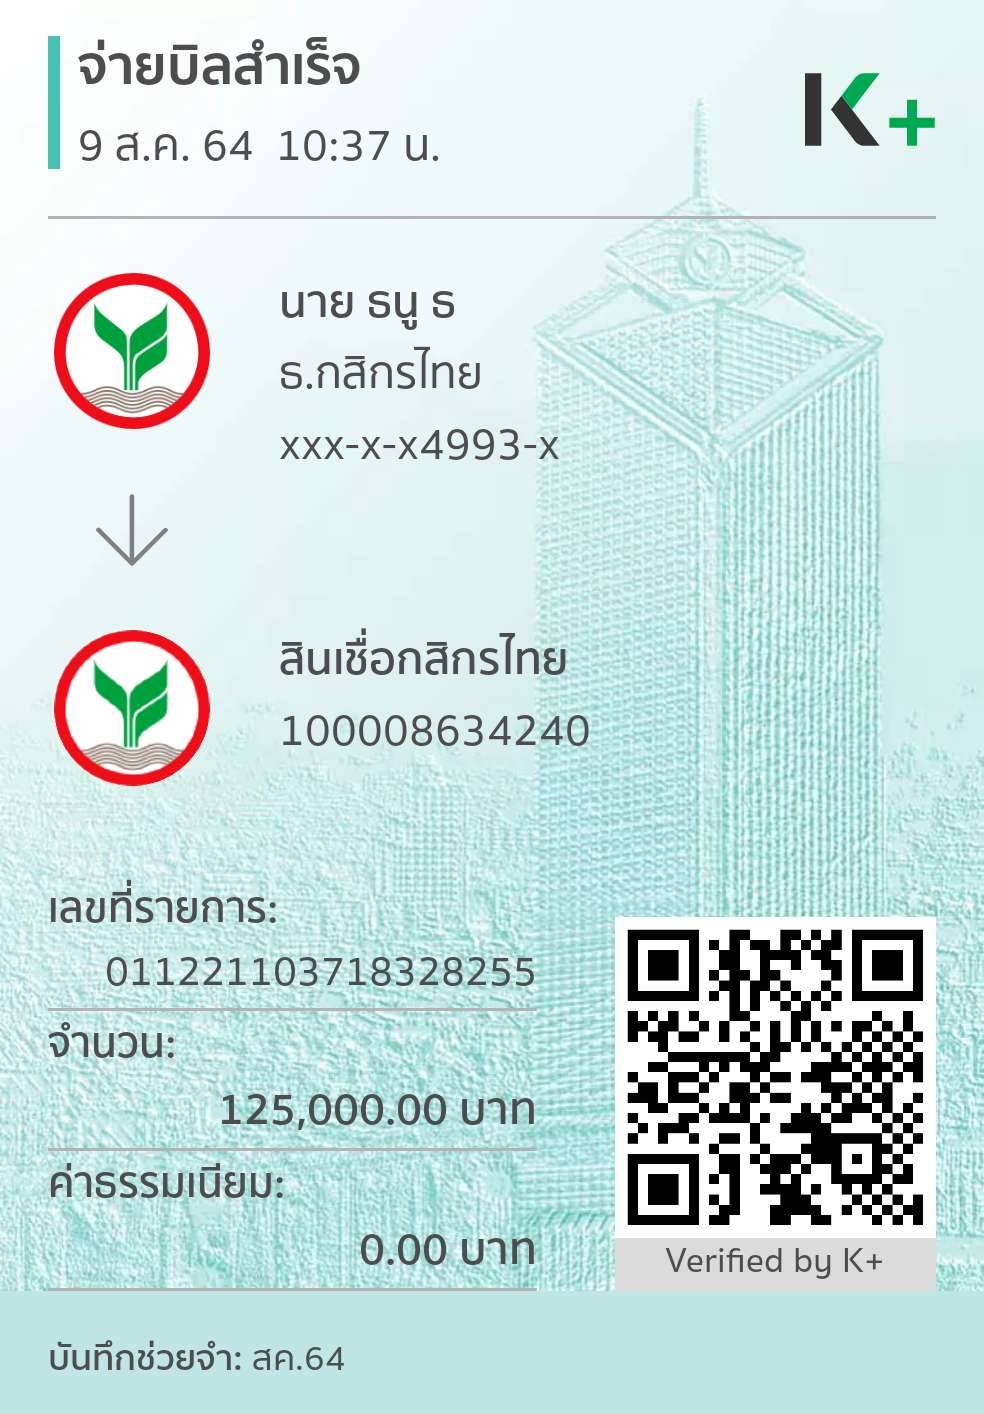 จ่ายบิลสำเร็จ
9 ส.ค. 64 10:37 น.
K+
นาย ธนู ธ
ธ.กสิกรไทย
xxx-x-x4993-x
สินเชื่อกสิกรไทย
100008634240
เลขที่รายการ:
011221103718328255
จำนวน:
125,000.00 บาท
ค่าธรรมเนียม:
0.00 บาท
Verified by K+
บันทึกช่วยจำ: สค.64